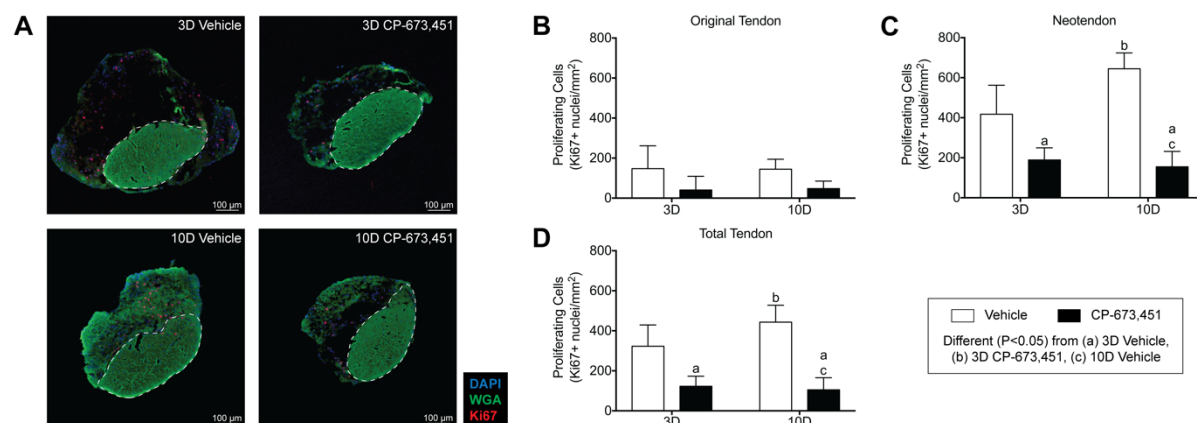 A
3D Vehicle
100 µm
3D CP-673,451
100 µm
10D Vehicle
100 µm
10D CP-673,451
100 µm
DAPI
WGA
Ki67
B
Original Tendon
Proliferating Cells
(Ki67+ nuclei/mm²)
800
600
400
200
0
3D
10D
C
Neotendon
Proliferating Cells
(Ki67+ nuclei/mm²)
800
600
400
200
0
a
b
a
c
3D
10D
D
Total Tendon
Proliferating Cells
(Ki67+ nuclei/mm²)
800
600
400
200
0
a
b
a
c
3D
10D
Vehicle
CP-673,451
Different (P<0.05) from (a) 3D Vehicle,
(b) 3D CP-673,451, (c) 10D Vehicle